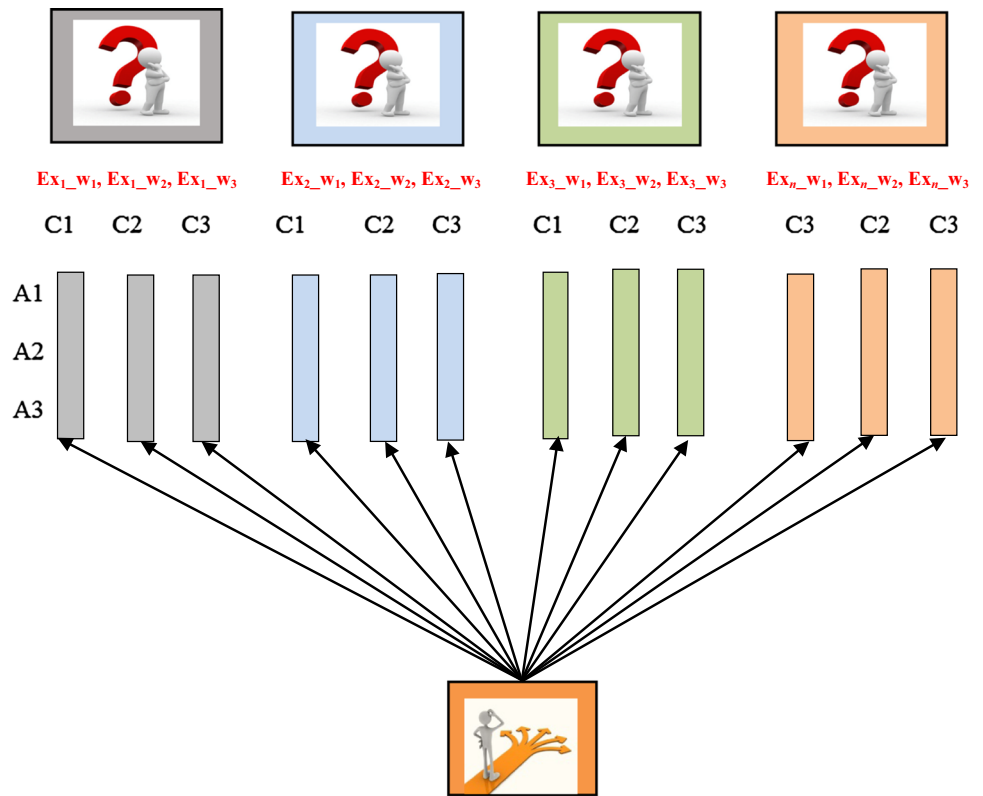 Ex₁_w₁, Ex₁_w₂, Ex₁_w₃ Ex₂_w₁, Ex₂_w₂, Ex₂_w₃ Ex₃_w₁, Ex₃_w₂, Ex₃_w₃ Exₙ_w₁, Exₙ_w₂, Exₙ_w₃
C1 C2 C3 C1 C2 C3 C1 C2 C3 C3 C2 C3
A1
A2
A3